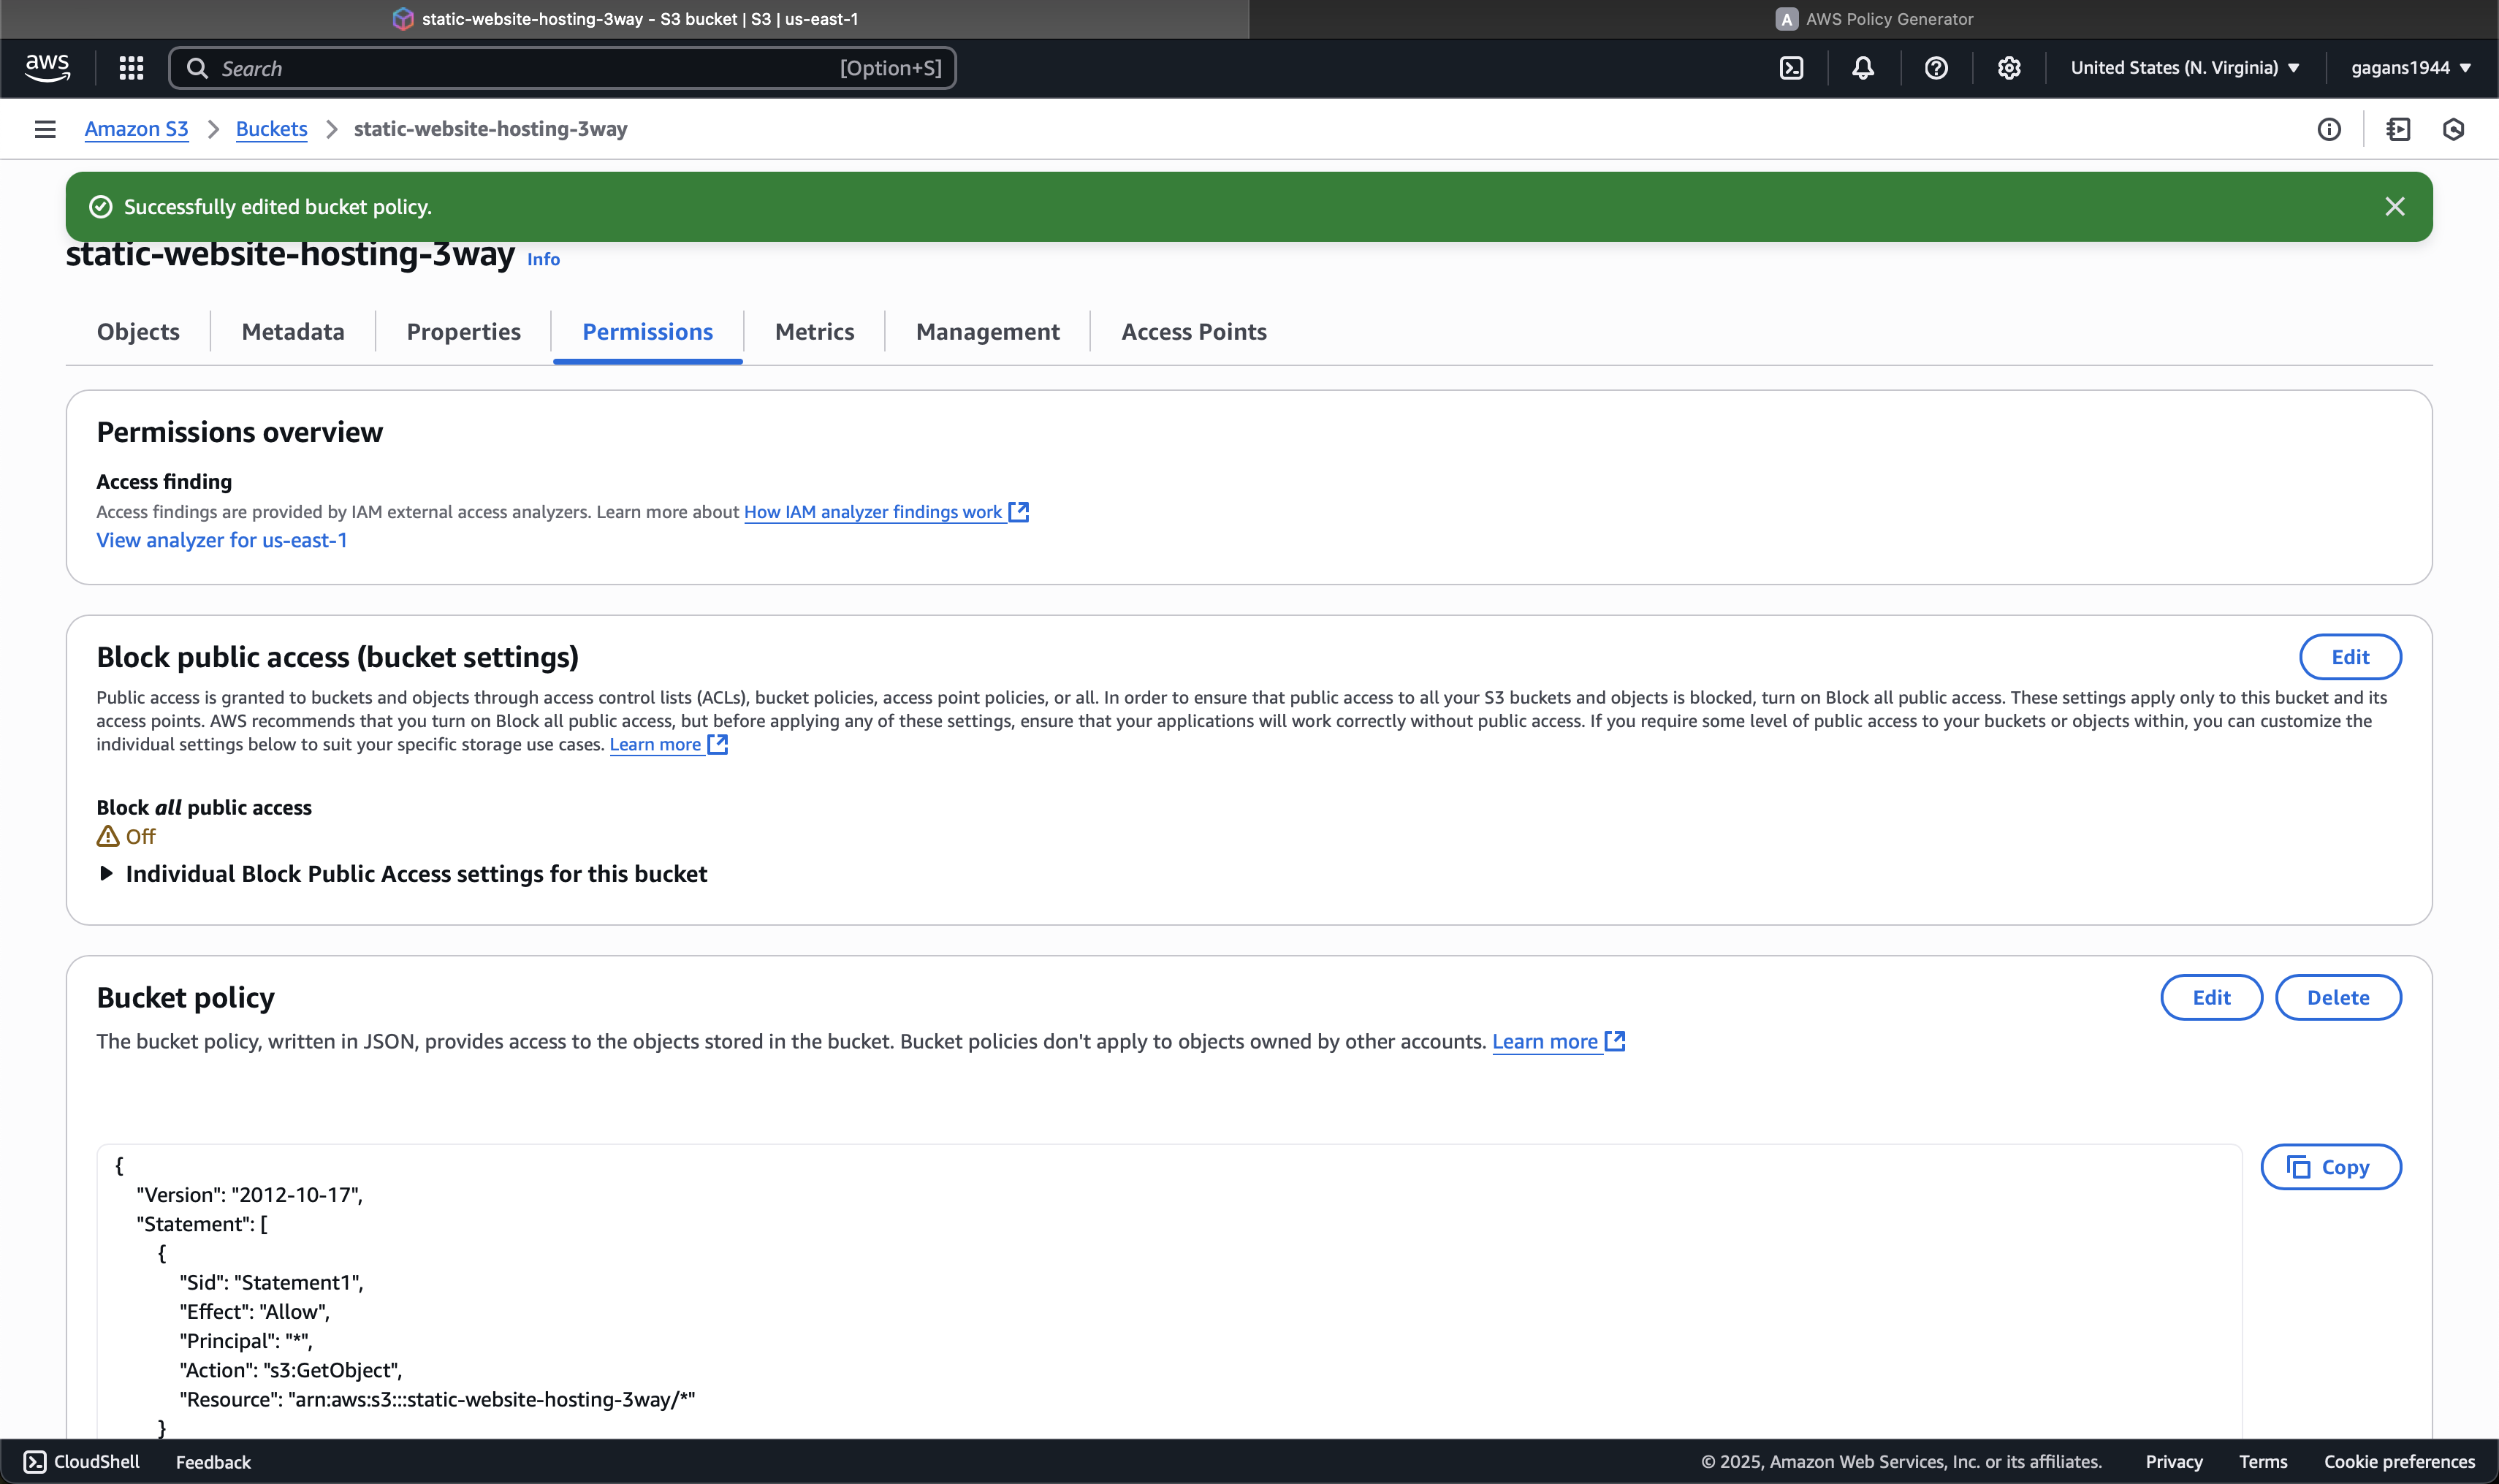 static-website-hosting-3way - S3 bucket | S3 | us-east-1
A AWS Policy Generator
aws
Search [Option+S]
United States (N. Virginia)
gagans1944
Amazon S3 > Buckets > static-website-hosting-3way
Successfully edited bucket policy.
static-website-hosting-3way Info
Objects Metadata Properties Permissions Metrics Management Access Points
Permissions overview
Access finding
Access findings are provided by IAM external access analyzers. Learn more about How IAM analyzer findings work
View analyzer for us-east-1
Block public access (bucket settings)
Edit
Public access is granted to buckets and objects through access control lists (ACLs), bucket policies, access point policies, or all. In order to ensure that public access to all your S3 buckets and objects is blocked, turn on Block all public access. These settings apply only to this bucket and its
access points. AWS recommends that you turn on Block all public access, but before applying any of these settings, ensure that your applications will work correctly without public access. If you require some level of public access to your buckets or objects within, you can customize the
individual settings below to suit your specific storage use cases. Learn more
Block all public access
Off
Individual Block Public Access settings for this bucket
Bucket policy
Edit Delete
The bucket policy, written in JSON, provides access to the objects stored in the bucket. Bucket policies don't apply to objects owned by other accounts. Learn more
Copy
{
"Version": "2012-10-17",
"Statement": [
{
"Sid": "Statement1",
"Effect": "Allow",
"Principal": "*",
"Action": "s3:GetObject",
"Resource": "arn:aws:s3:::static-website-hosting-3way/*"
}
CloudShell Feedback © 2025, Amazon Web Services, Inc. or its affiliates. Privacy Terms Cookie preferences